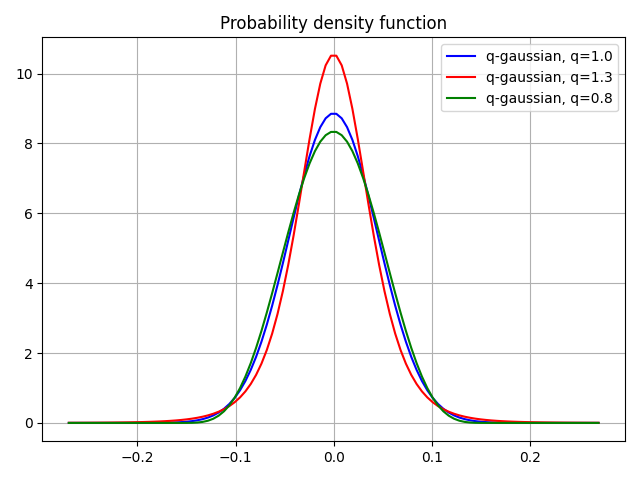 Probability density function
q-gaussian, q=1.0
q-gaussian, q=1.3
q-gaussian, q=0.8
10
8
6
4
2
0
−0.2 −0.1 0.0 0.1 0.2